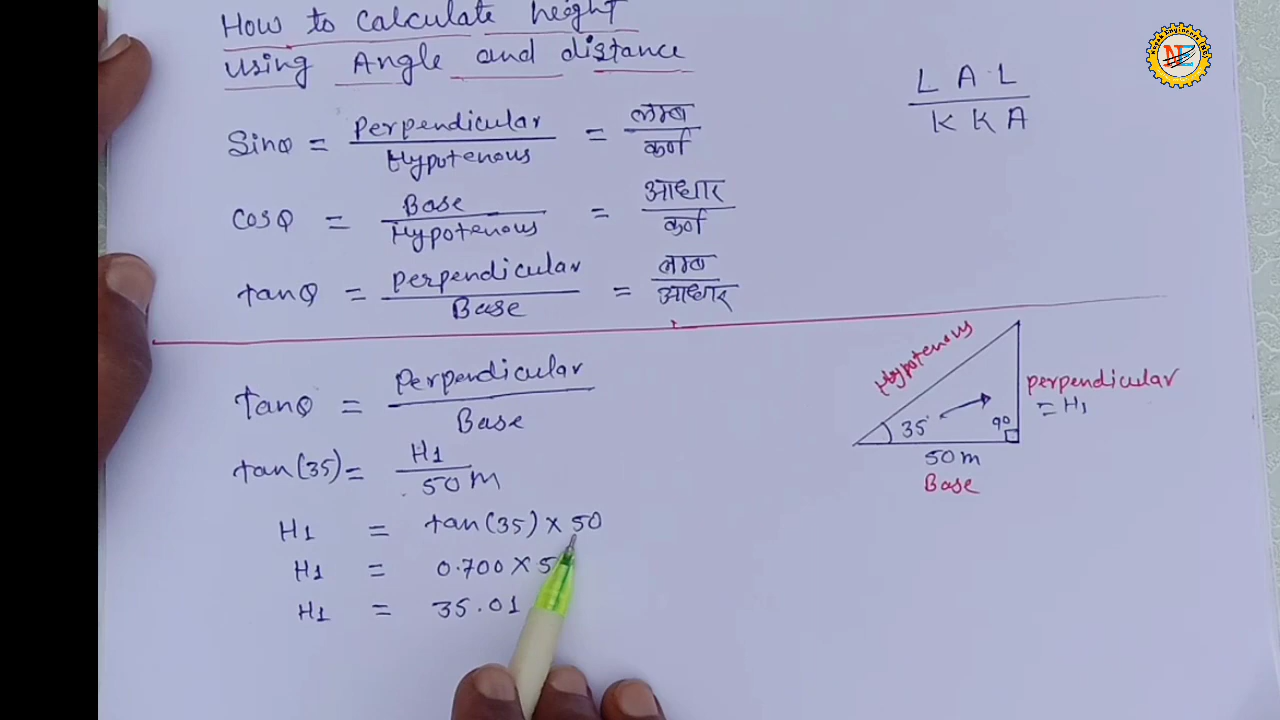 How to calculate height
using Angle and distance
L A L
K K A
Sinθ = Perpendicular / Hypotenous = लम्ब / कर्ण
cosθ = Base / Hypotenous = आधार / कर्ण
tanθ = Perpendicular / Base = लम्ब / आधार
tanθ = Perpendicular / Base
tan(35) = H1 / 50 m
H1 = tan(35) × 50
H1 = 0.700 × 5
H1 = 35.01
Hypotenous
perpendicular
= H1
35° 90
50 m
Base
NE